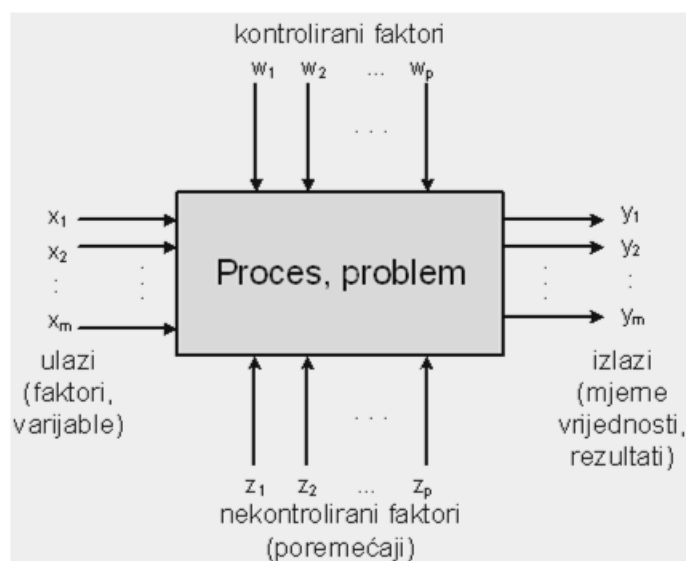 kontrolirani faktori
w₁ w₂ ... wₚ
. . .
x₁
x₂
:
xₘ
Proces, problem
y₁
y₂
:
yₘ
ulazi
(faktori,
varijable)
izlazi
(mjerne
vrijednosti,
rezultati)
. . .
z₁ z₂ ... zₚ
nekontrolirani faktori
(poremećaji)